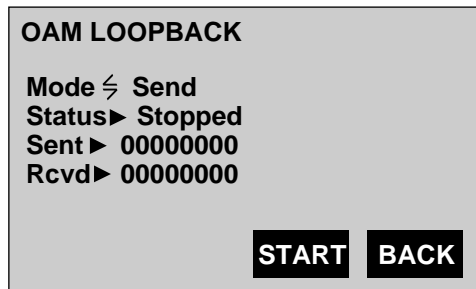 OAM LOOPBACK
Mode ⇋ Send
Status► Stopped
Sent ► 00000000
Rcvd► 00000000
START BACK